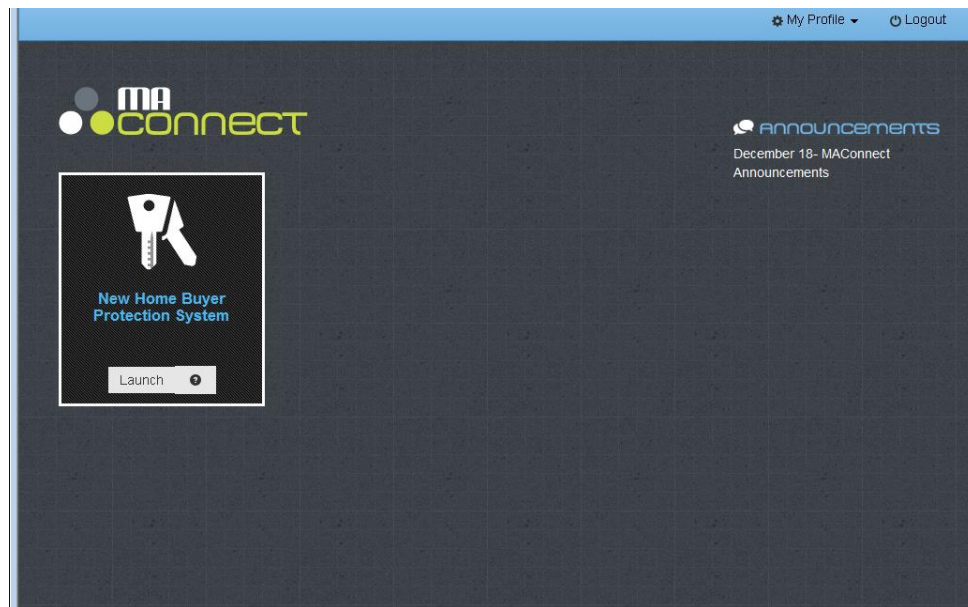 My Profile
Logout
MA
connect
Announcements
December 18- MAConnect
Announcements
New Home Buyer
Protection System
Launch